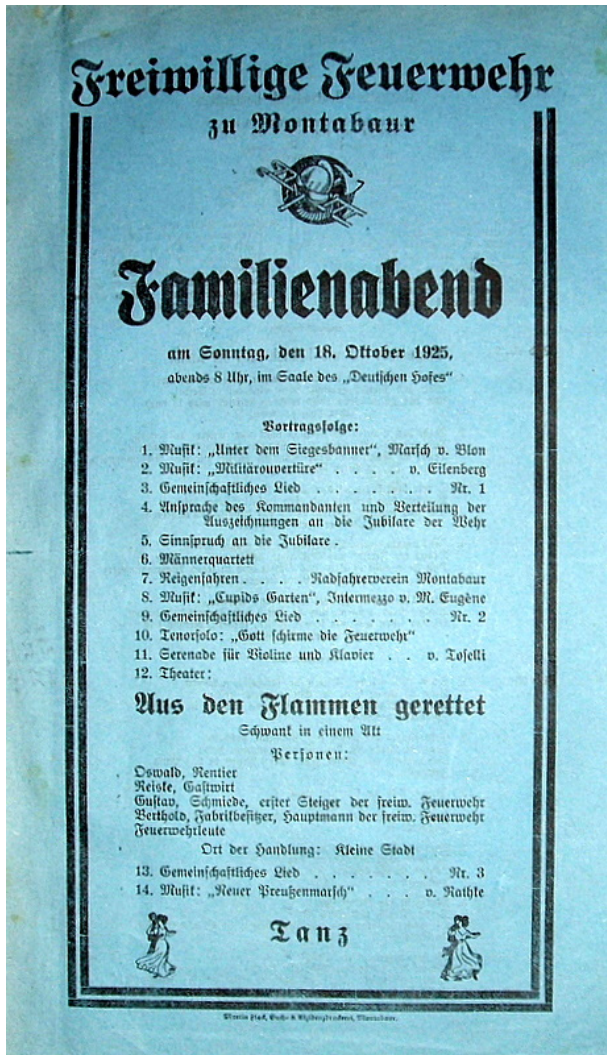 Freiwillige Feuerwehr
zu Montabaur
Familienabend
am Sonntag, den 18. Oktober 1925,
abends 8 Uhr, im Saale des „Deutschen Hofes“
Vortragsfolge:
1. Musik: „Unter dem Siegesbanner“, Marsch v. Blon
2. Musik: „Militärouvertüre“ . . . . v. Eilenberg
3. Gemeinschaftliches Lied . . . . . . . Nr. 1
4. Ansprache des Kommandanten und Verteilung der
Auszeichnungen an die Jubilare der Wehr
5. Sinnspruch an die Jubilare.
6. Männerquartett
7. Reigenfahren . . . . Radfahrerverein Montabaur
8. Musik: „Cupids Garten“, Intermezzo v. M. Eugène
9. Gemeinschaftliches Lied . . . . . . . Nr. 2
10. Tenorsolo: „Gott schirme die Feuerwehr“
11. Serenade für Violine und Klavier . . v. Toselli
12. Theater:
Aus den Flammen gerettet
Schwank in einem Akt
Personen:
Oswald, Rentier
Reiske, Gastwirt
Gustav, Schmiede, erster Steiger der freiw. Feuerwehr
Berthold, Fabrikbesitzer, Hauptmann der freiw. Feuerwehr
Feuerwehrleute
Ort der Handlung: Kleine Stadt
13. Gemeinschaftliches Lied . . . . . . . Nr. 3
14. Musik: „Neuer Preußenmarsch“ . . . v. Rathke
Tanz
Buch- & Akzidenzdruckerei, Montabaur.